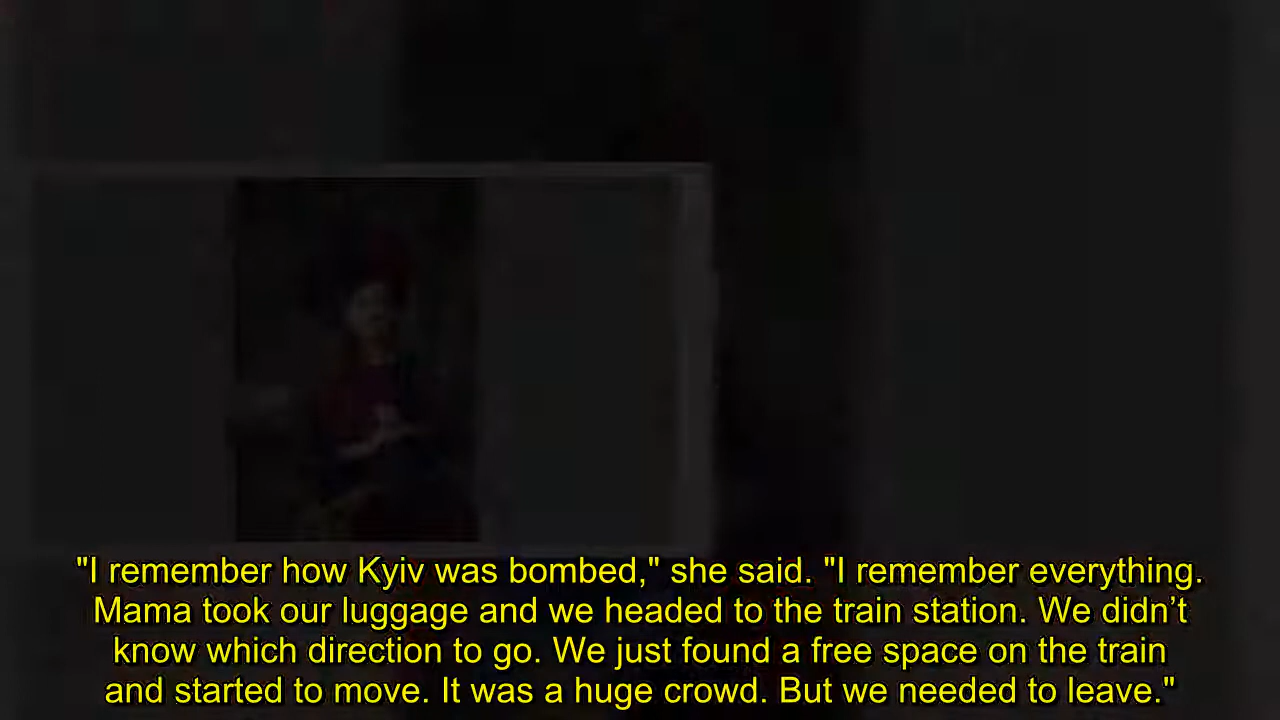 "I remember how Kyiv was bombed," she said. "I remember everything.
Mama took our luggage and we headed to the train station. We didn’t
know which direction to go. We just found a free space on the train
and started to move. It was a huge crowd. But we needed to leave."